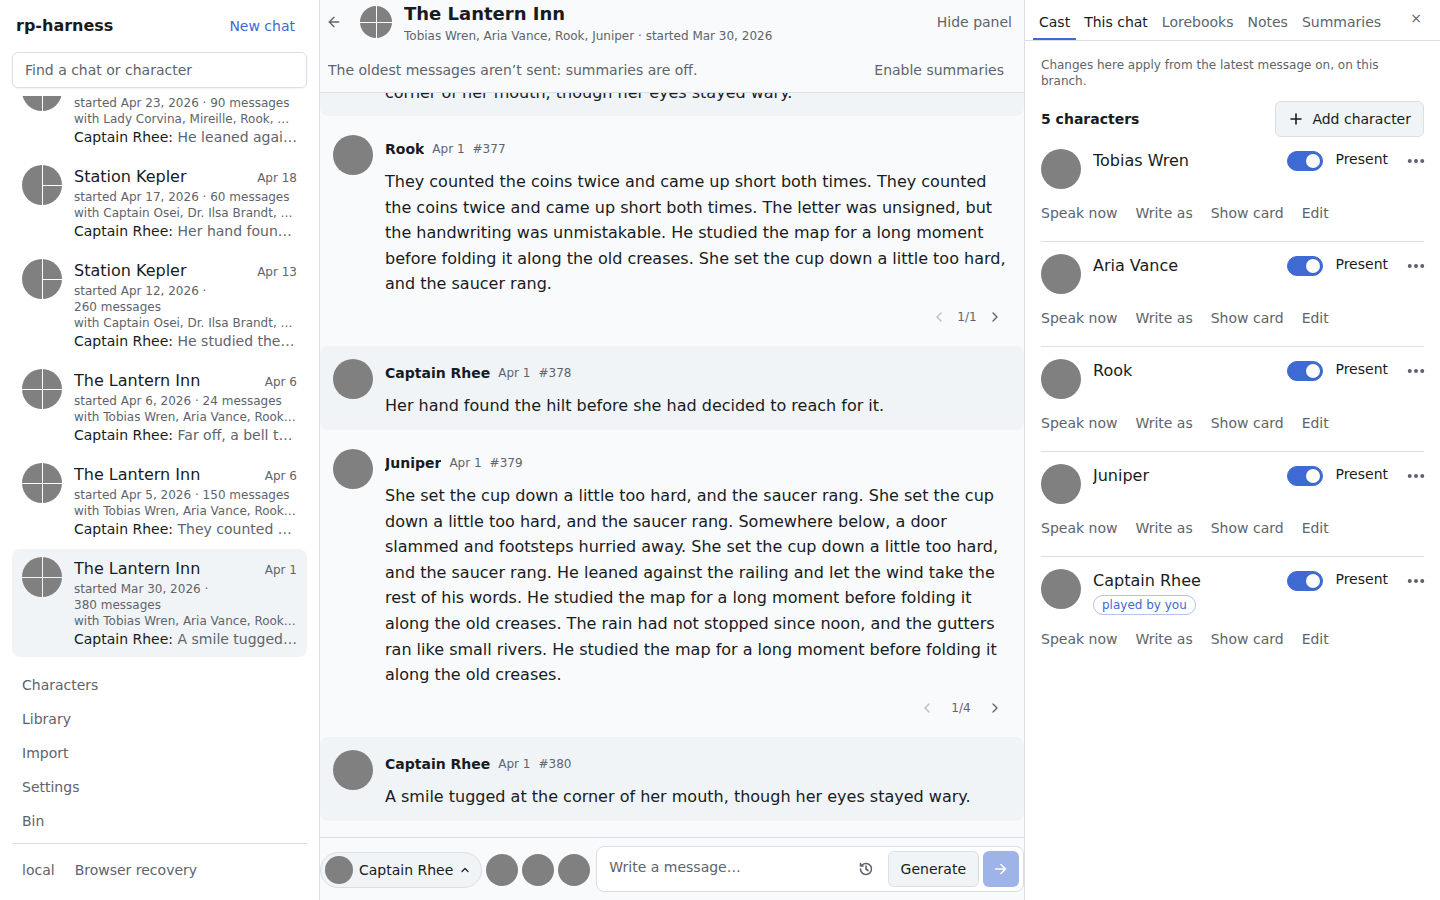 rp-harness
New chat
Find a chat or character
started Apr 23, 2026 · 90 messages
with Lady Corvina, Mireille, Rook, …
Captain Rhee: He leaned agai…
Station Kepler
Apr 18
started Apr 17, 2026 · 60 messages
with Captain Osei, Dr. Ilsa Brandt, …
Captain Rhee: Her hand foun…
Station Kepler
Apr 13
started Apr 12, 2026 ·
260 messages
with Captain Osei, Dr. Ilsa Brandt, …
Captain Rhee: He studied the…
The Lantern Inn
Apr 6
started Apr 6, 2026 · 24 messages
with Tobias Wren, Aria Vance, Rook…
Captain Rhee: Far off, a bell t…
The Lantern Inn
Apr 6
started Apr 5, 2026 · 150 messages
with Tobias Wren, Aria Vance, Rook…
Captain Rhee: They counted …
The Lantern Inn
Apr 1
started Mar 30, 2026 ·
380 messages
with Tobias Wren, Aria Vance, Rook…
Captain Rhee: A smile tugged…
Characters
Library
Import
Settings
Bin
local
Browser recovery
The Lantern Inn
Tobias Wren, Aria Vance, Rook, Juniper · started Mar 30, 2026
Hide panel
The oldest messages aren’t sent: summaries are off.
Enable summaries
corner of her mouth, though her eyes stayed wary.
Rook Apr 1 #377
They counted the coins twice and came up short both times. They counted
the coins twice and came up short both times. The letter was unsigned, but
the handwriting was unmistakable. He studied the map for a long moment
before folding it along the old creases. She set the cup down a little too hard,
and the saucer rang.
1/1
Captain Rhee Apr 1 #378
Her hand found the hilt before she had decided to reach for it.
Juniper Apr 1 #379
She set the cup down a little too hard, and the saucer rang. She set the cup
down a little too hard, and the saucer rang. Somewhere below, a door
slammed and footsteps hurried away. She set the cup down a little too hard,
and the saucer rang. He leaned against the railing and let the wind take the
rest of his words. He studied the map for a long moment before folding it
along the old creases. The rain had not stopped since noon, and the gutters
ran like small rivers. He studied the map for a long moment before folding it
along the old creases.
1/4
Captain Rhee Apr 1 #380
A smile tugged at the corner of her mouth, though her eyes stayed wary.
Captain Rhee
Write a message…
Generate
Cast
This chat
Lorebooks
Notes
Summaries
Changes here apply from the latest message on, on this
branch.
5 characters
Add character
Tobias Wren
Present
Speak now
Write as
Show card
Edit
Aria Vance
Present
Speak now
Write as
Show card
Edit
Rook
Present
Speak now
Write as
Show card
Edit
Juniper
Present
Speak now
Write as
Show card
Edit
Captain Rhee
Present
played by you
Speak now
Write as
Show card
Edit